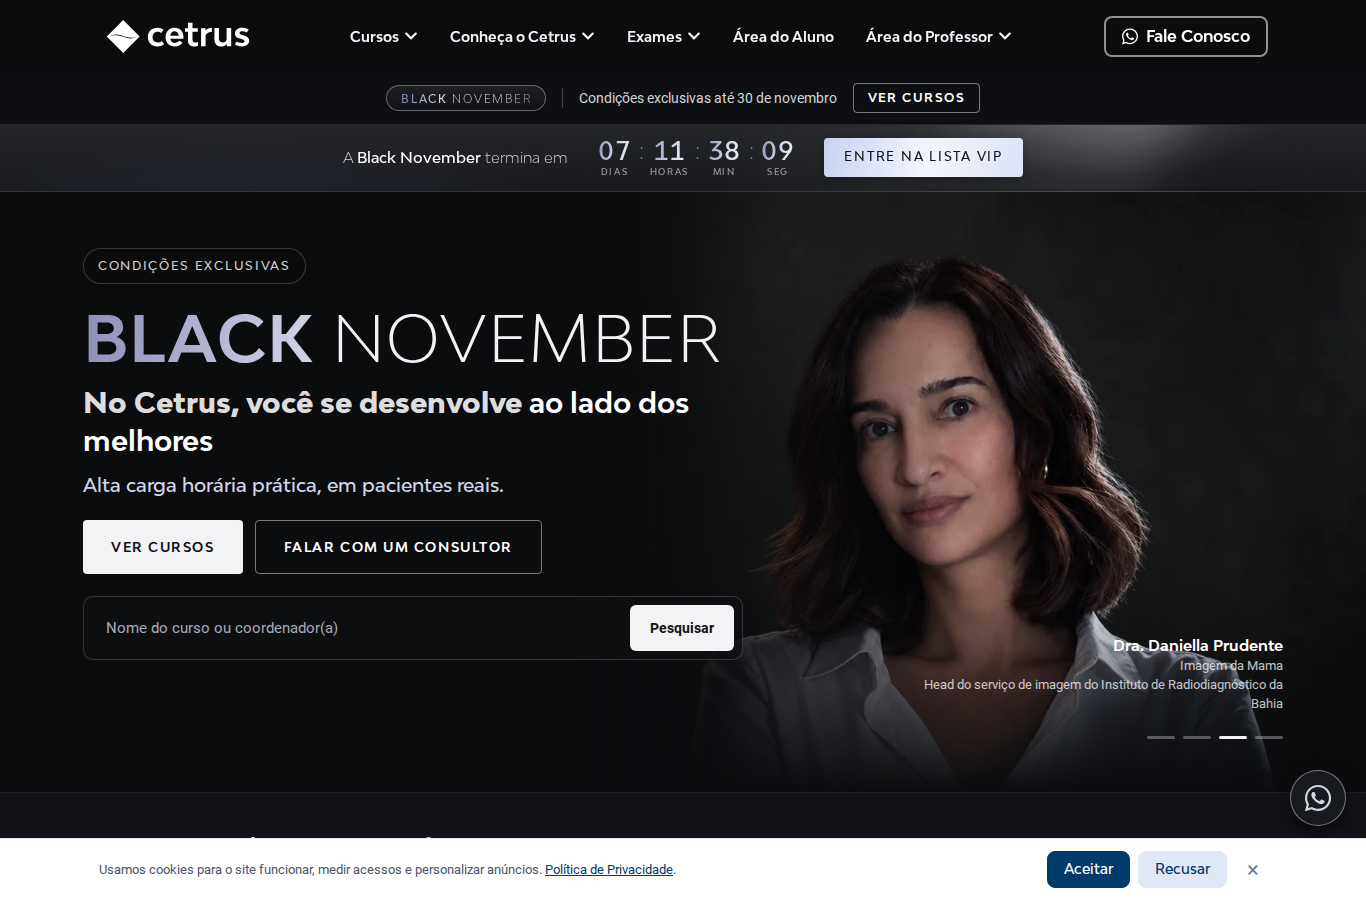 cetrus
Cursos
Conheça o Cetrus
Exames
Área do Aluno
Área do Professor
Fale Conosco
BLACK NOVEMBER
Condições exclusivas até 30 de novembro
VER CURSOS
A Black November termina em
07 : 11 : 38 : 09
DIAS HORAS MIN SEG
ENTRE NA LISTA VIP
CONDIÇÕES EXCLUSIVAS
BLACK NOVEMBER
No Cetrus, você se desenvolve ao lado dos
melhores
Alta carga horária prática, em pacientes reais.
VER CURSOS
FALAR COM UM CONSULTOR
Nome do curso ou coordenador(a)
Pesquisar
Dra. Daniella Prudente
Imagem da Mama
Head do serviço de imagem do Instituto de Radiodiagnóstico da
Bahia
Usamos cookies para o site funcionar, medir acessos e personalizar anúncios. Política de Privacidade.
Aceitar
Recusar
×